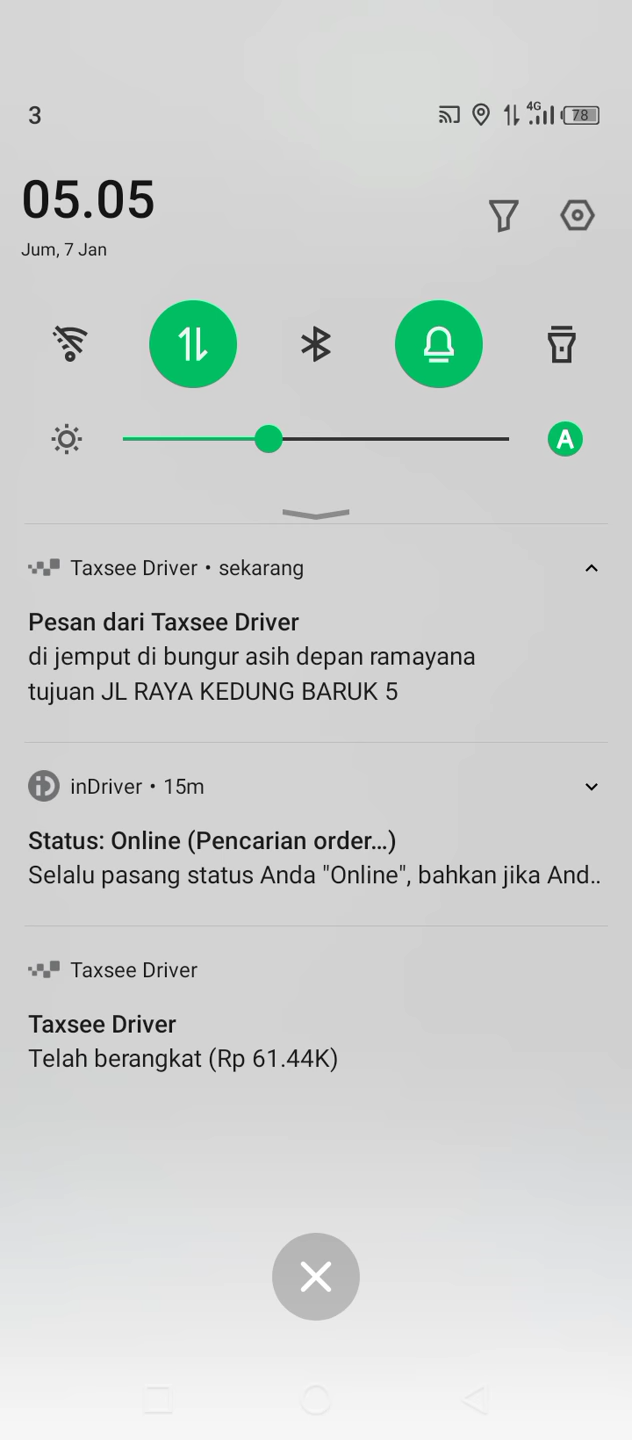 3
4G
78
05.05
Jum, 7 Jan
A
Taxsee Driver • sekarang
Pesan dari Taxsee Driver
di jemput di bungur asih depan ramayana
tujuan JL RAYA KEDUNG BARUK 5
inDriver • 15m
Status: Online (Pencarian order...)
Selalu pasang status Anda "Online", bahkan jika And..
Taxsee Driver
Taxsee Driver
Telah berangkat (Rp 61.44K)